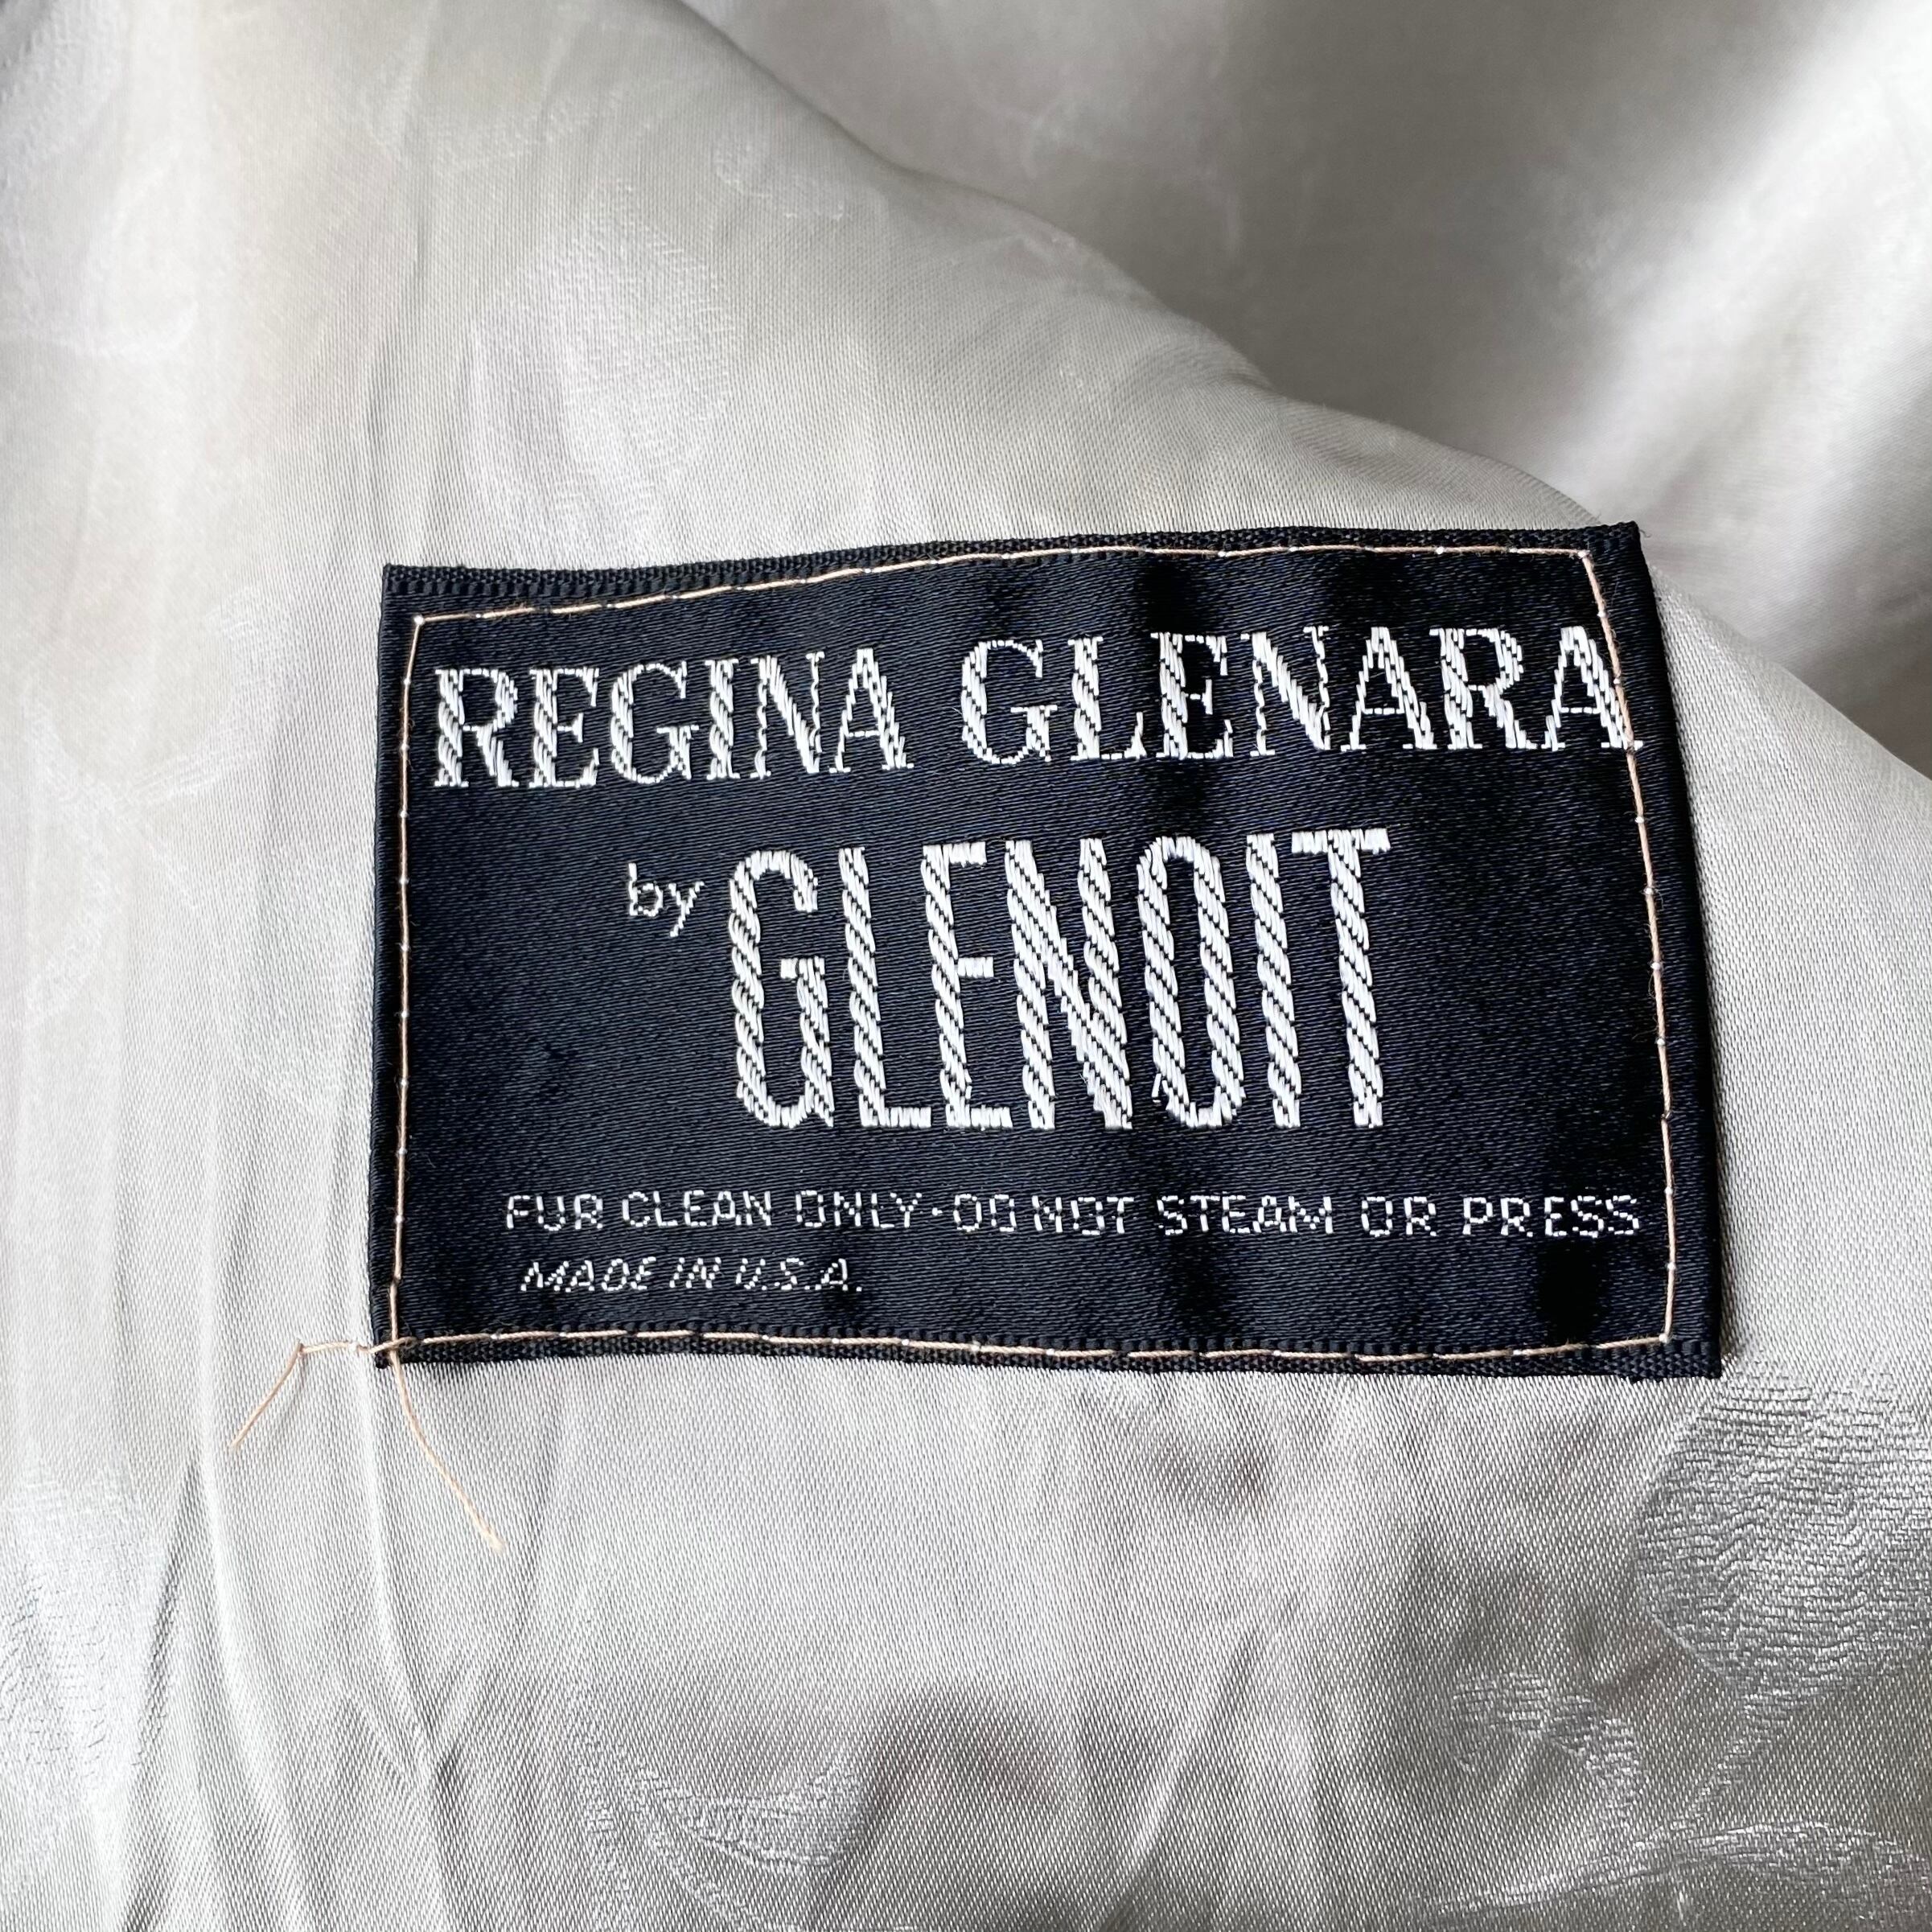 REGINA GLENARA
by GLENOIT
FUR CLEAN ONLY·DO NOT STEAM OR PRESS
MADE IN U.S.A.